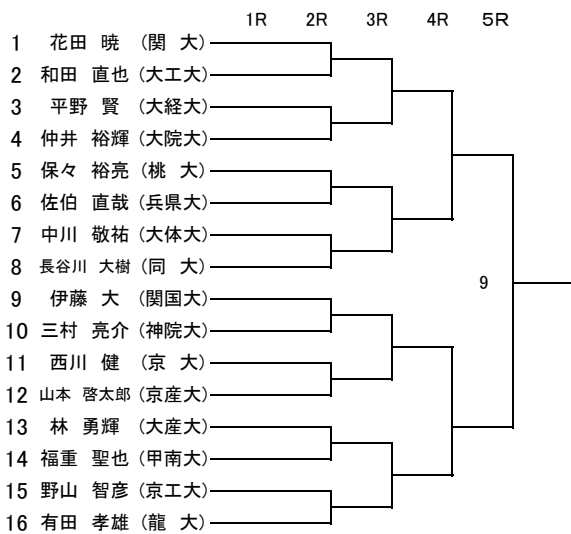 1R 2R 3R 4R 5R
1 花田 暁 (関 大)
2 和田 直也 (大工大)
3 平野 賢 (大経大)
4 仲井 裕輝 (大院大)
5 保々 裕亮 (桃 大)
6 佐伯 直哉 (兵県大)
7 中川 敬祐 (大体大)
8 長谷川 大樹 (同 大)
9
9 伊藤 大 (関国大)
10 三村 亮介 (神院大)
11 西川 健 (京 大)
12 山本 啓太郎 (京産大)
13 林 勇輝 (大産大)
14 福重 聖也 (甲南大)
15 野山 智彦 (京工大)
16 有田 孝雄 (龍 大)